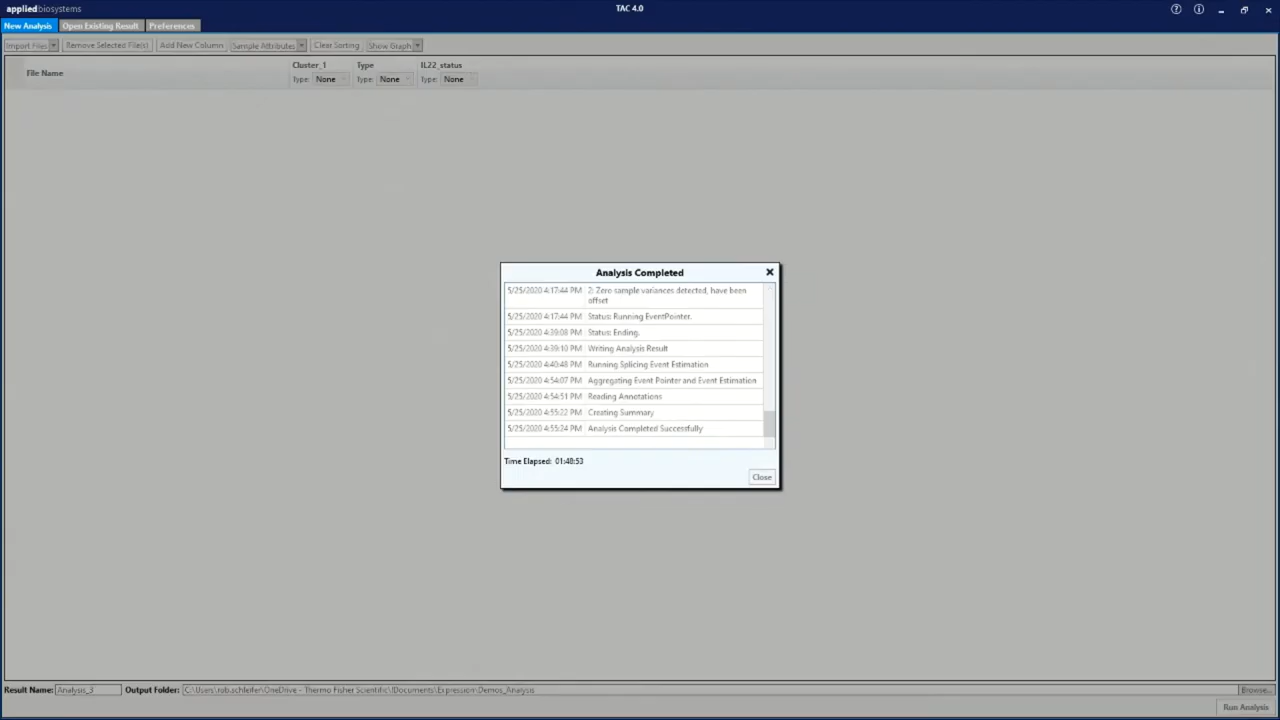 appliedbiosystems
TAC 4.0
New Analysis
Open Existing Result
Preferences
Import Files
Remove Selected File(s)
Add New Column
Sample Attributes
Clear Sorting
Show Graph
File Name
Cluster_1
Type
IL22_status
Type: None
Type: None
Type: None
Analysis Completed
5/25/2020 4:17:44 PM 2: Zero sample variances detected, have been
offset
5/25/2020 4:17:44 PM Status: Running EventPointer.
5/25/2020 4:39:08 PM Status: Ending.
5/25/2020 4:39:10 PM Writing Analysis Result
5/25/2020 4:40:48 PM Running Splicing Event Estimation
5/25/2020 4:54:07 PM Aggregating Event Pointer and Event Estimation
5/25/2020 4:54:51 PM Reading Annotations
5/25/2020 4:55:22 PM Creating Summary
5/25/2020 4:55:24 PM Analysis Completed Successfully
Time Elapsed: 01:48:53
Close
Result Name: Analysis_3 Output Folder: C:\Users\rob.schleifer\OneDrive - Thermo Fisher Scientific\!Documents\Expression-Demos_Analysis Browse...
Run Analysis